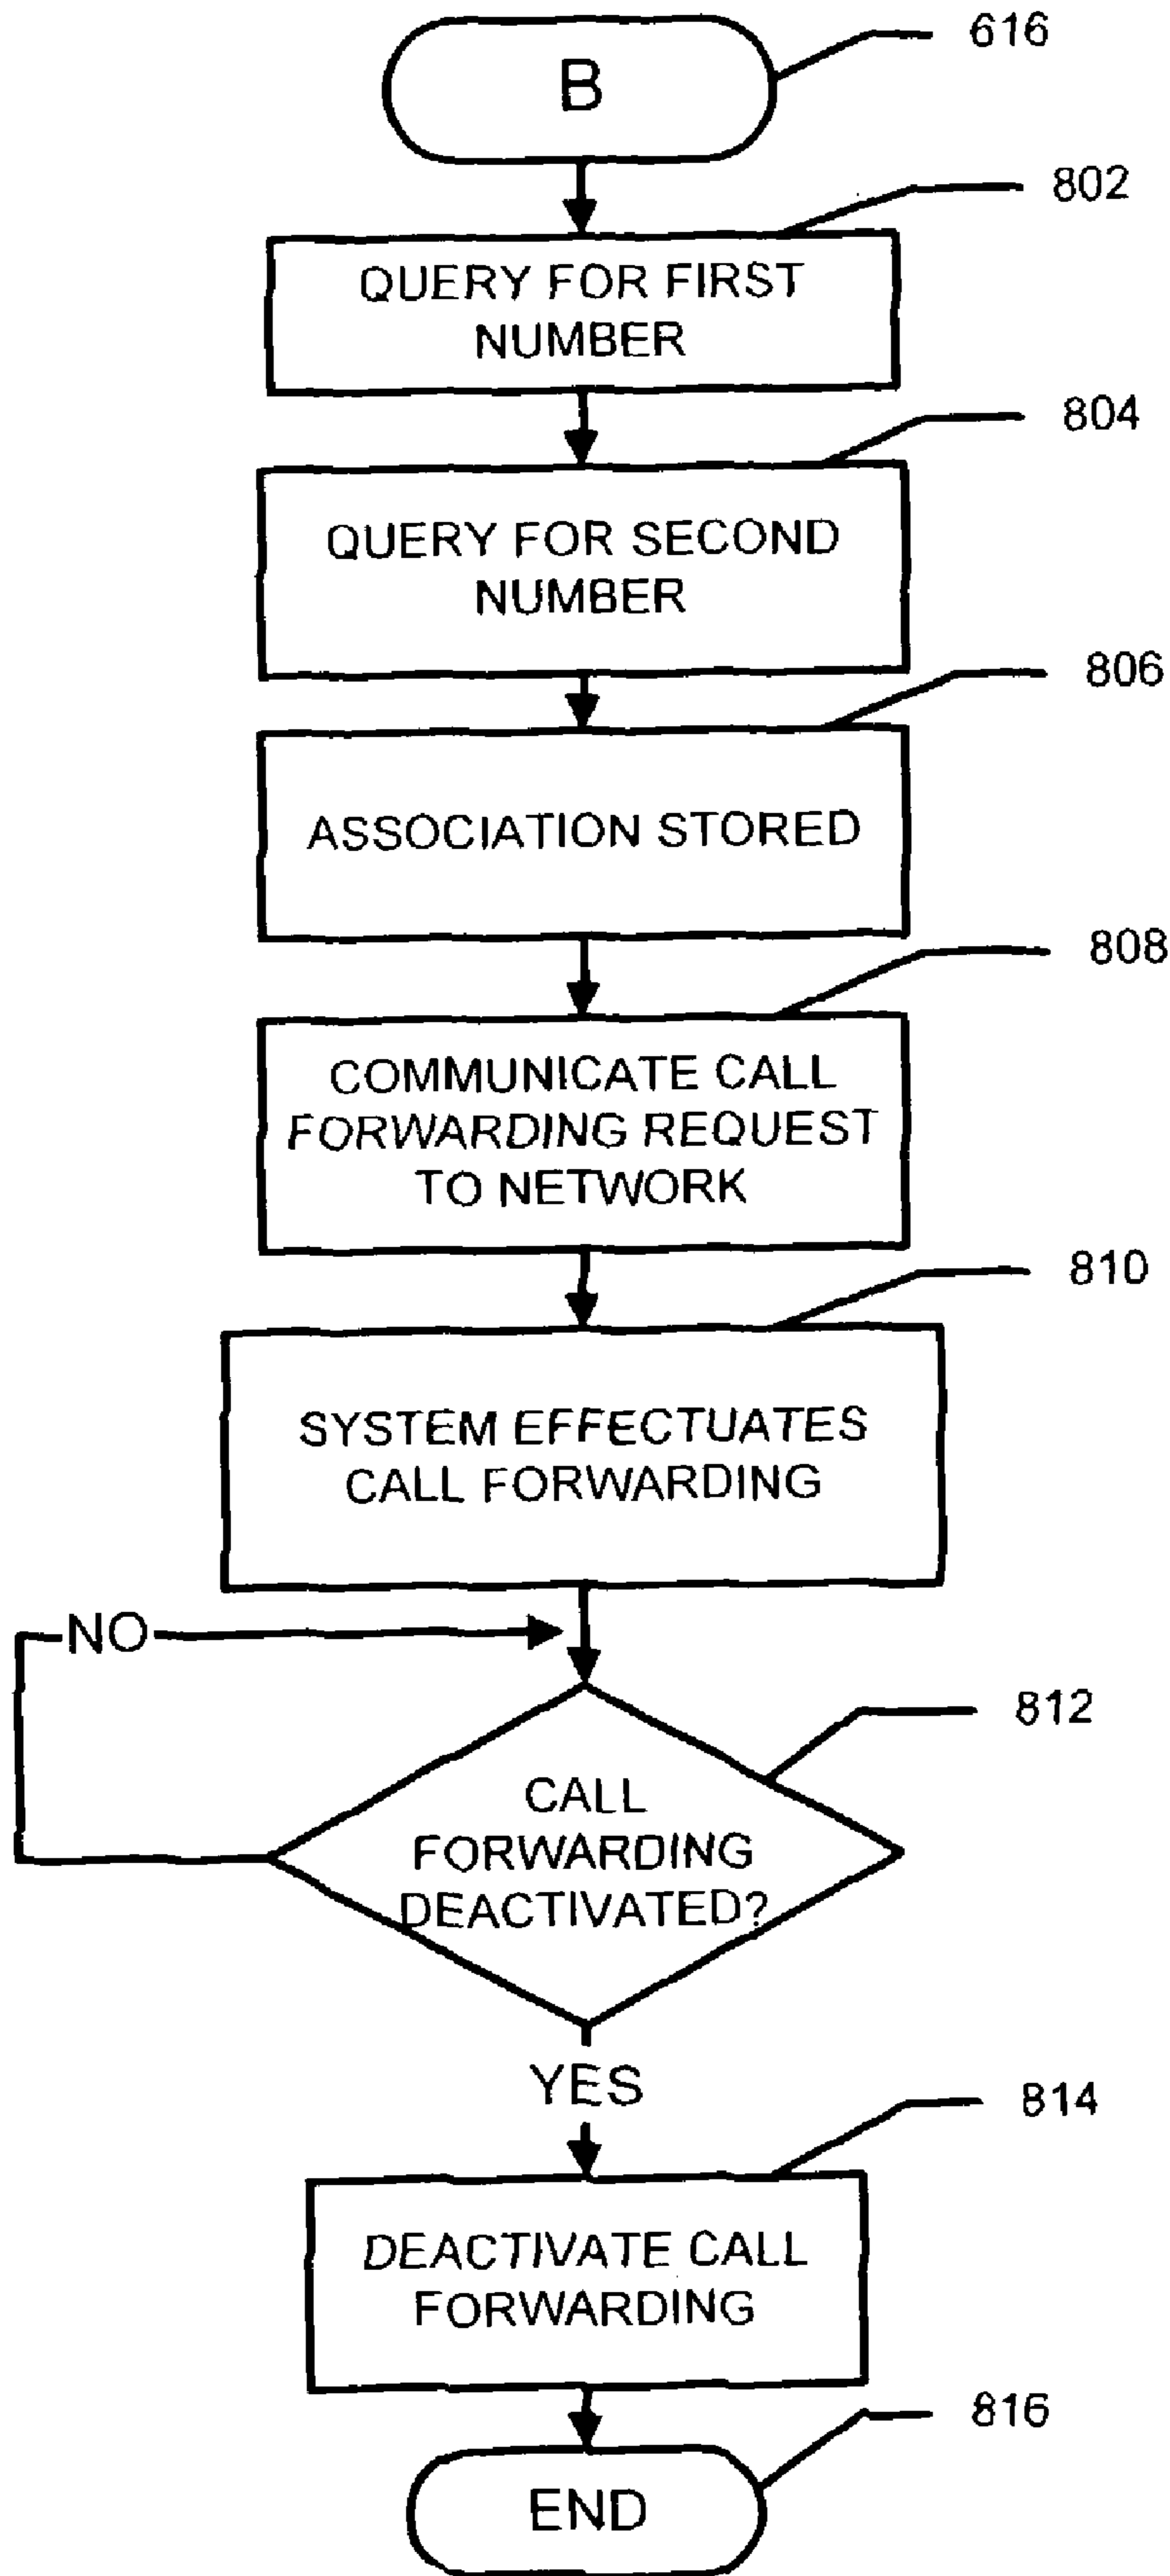 B
616
802
QUERY FOR FIRST
NUMBER
804
QUERY FOR SECOND
NUMBER
806
ASSOCIATION STORED
808
COMMUNICATE CALL
FORWARDING REQUEST
TO NETWORK
810
SYSTEM EFFECTUATES
CALL FORWARDING
NO
812
CALL
FORWARDING
DEACTIVATED?
YES
814
DEACTIVATE CALL
FORWARDING
816
END